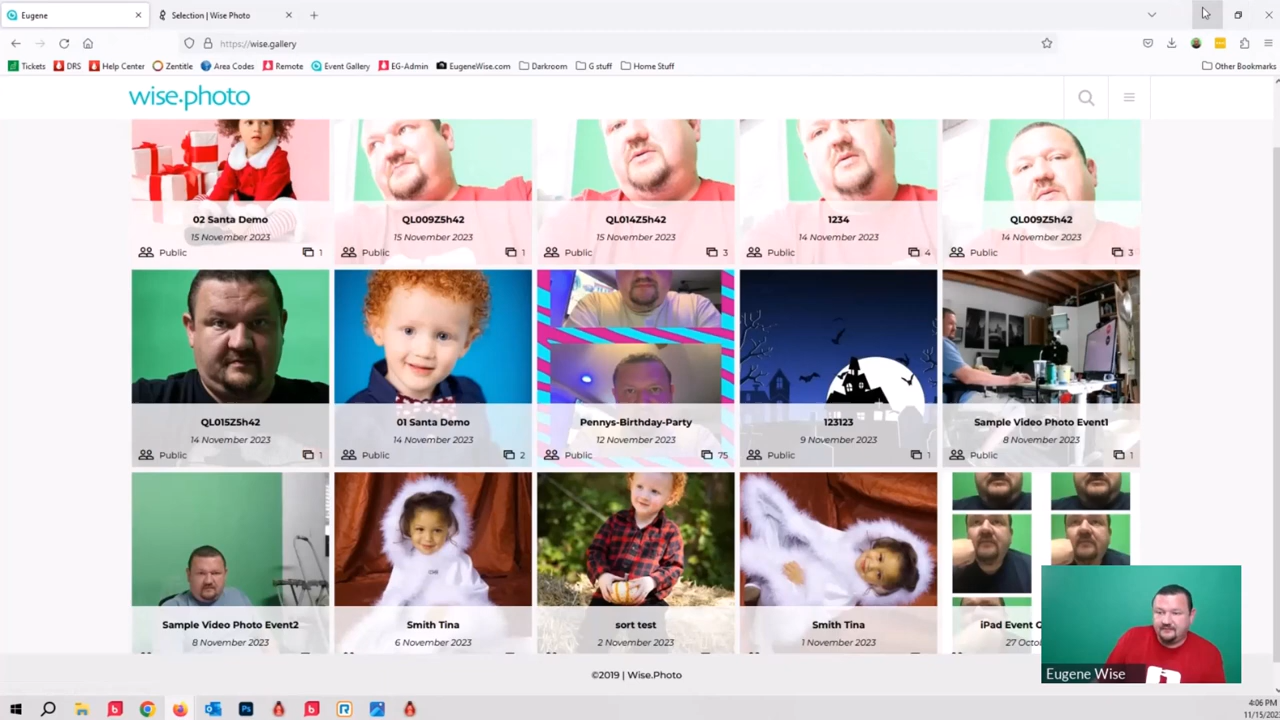 Eugene
Selection | Wise Photo
https://wise.gallery
Tickets DRS Help Center Zentitle Area Codes Remote Event Gallery EG-Admin EugeneWise.com Darkroom G stuff Home Stuff Other Bookmarks
wise.photo
02 Santa Demo
15 November 2023
Public 1
QL009Z5h42
15 November 2023
Public 1
QL014Z5h42
15 November 2023
Public 3
1234
14 November 2023
Public 4
QL009Z5h42
14 November 2023
Public 3
QL015Z5h42
14 November 2023
Public 1
01 Santa Demo
14 November 2023
Public 2
Pennys-Birthday-Party
12 November 2023
Public 75
123123
9 November 2023
Public 1
Sample Video Photo Event1
8 November 2023
Public 1
Sample Video Photo Event2
8 November 2023
Smith Tina
6 November 2023
sort test
2 November 2023
Smith Tina
1 November 2023
iPad Event
27 Octo
Eugene Wise
©2019 | Wise.Photo
4:06 PM
11/15/202